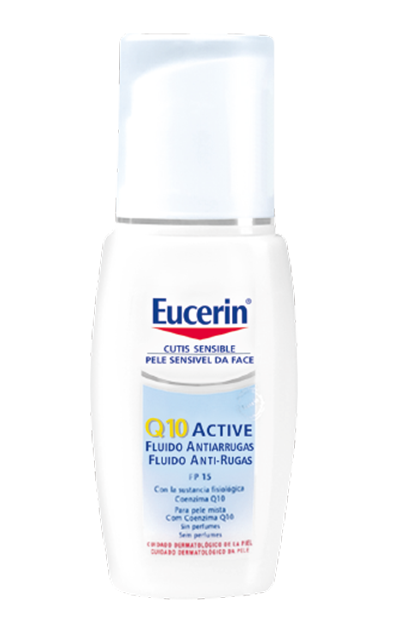 Eucerin®
CUTIS SENSIBLE
PELE SENSIVEL DA FACE
Q10 ACTIVE
FLUIDO ANTIARRUGAS
FLUIDO ANTI-RUGAS
FP 15
Con la sustancia fisiológica
Coenzima Q10
Para pele mista
Com Coenzima Q10
Sin perfumes
Sem perfumes
CUIDADO DERMATOLÓGICO DE LA PIEL
CUIDADO DERMATOLÓGICO DA PELE